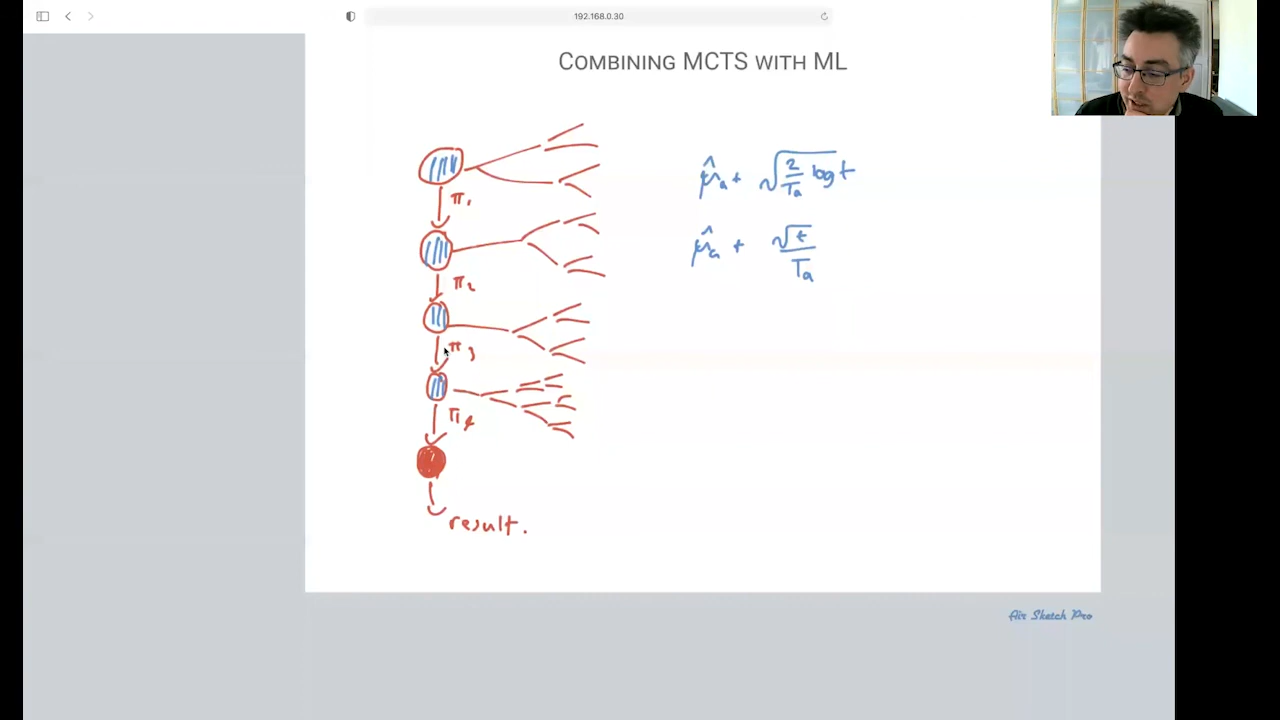 192.168.0.30
COMBINING MCTS WITH ML
π₁
π₂
π₃
π₄
result.
μ̂ₐ + √(2/Tₐ log t)
μ̂ₐ + √t/Tₐ
Air Sketch Pro